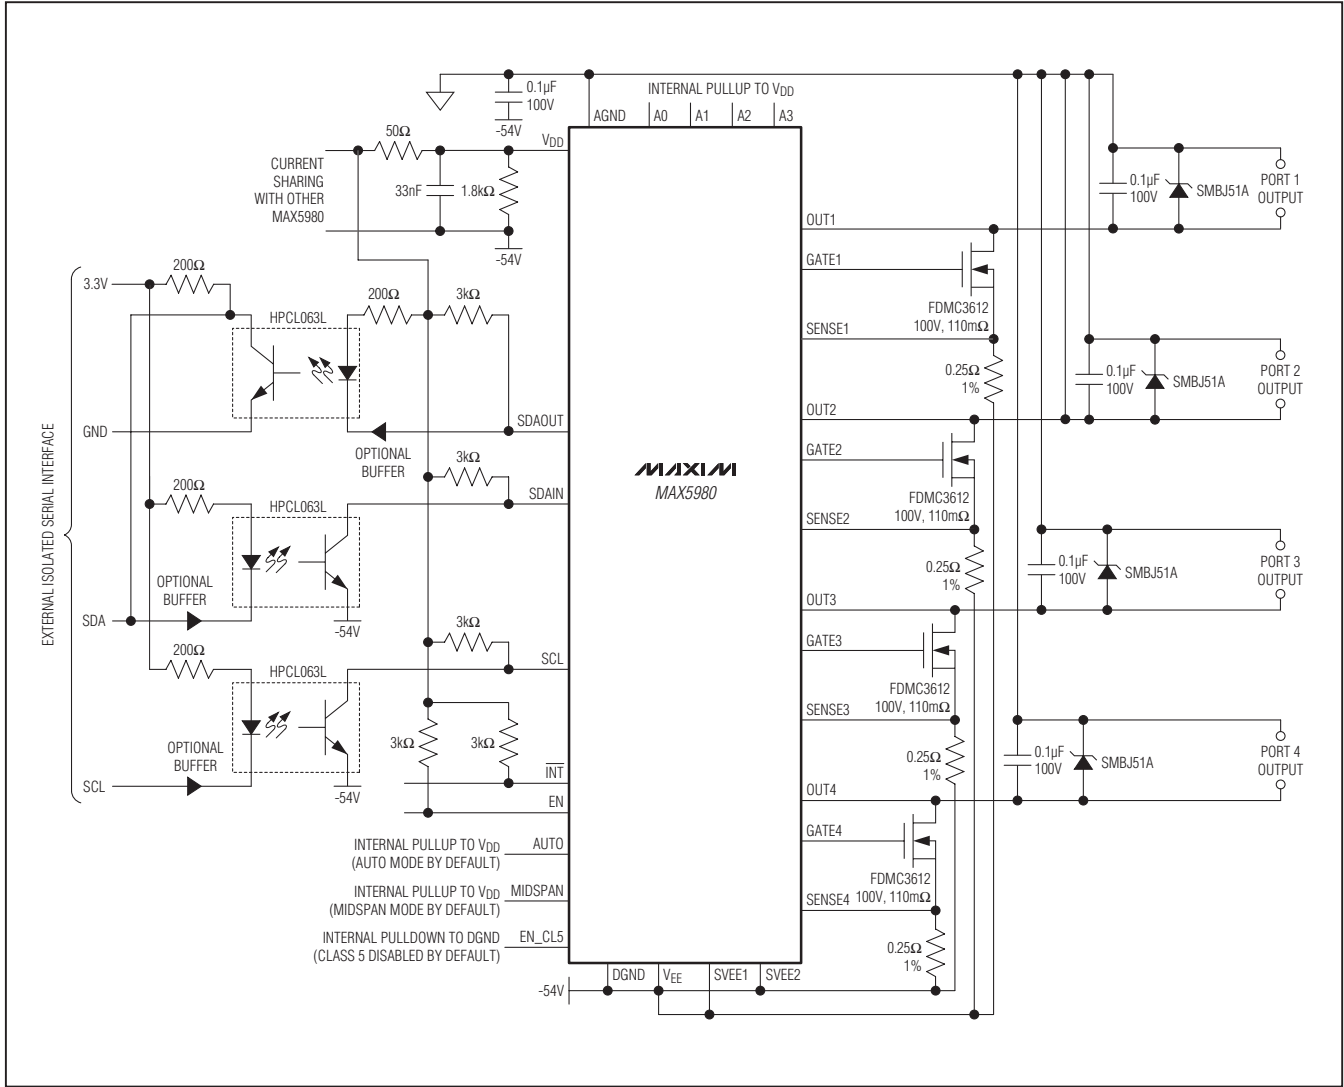 INTERNAL PULLUP TO VDD
0.1µF
100V
-54V
AGND
A0
A1
A2
A3
50Ω
VDD
CURRENT
SHARING
WITH OTHER
MAX5980
33nF
1.8kΩ
-54V
EXTERNAL ISOLATED SERIAL INTERFACE
3.3V
200Ω
HPCL063L
200Ω
3kΩ
GND
OPTIONAL
BUFFER
SDAOUT
3kΩ
200Ω
HPCL063L
SDAIN
OPTIONAL
BUFFER
SDA
-54V
3kΩ
200Ω
HPCL063L
SCL
OPTIONAL
BUFFER
SCL
-54V
3kΩ
3kΩ
INT
EN
INTERNAL PULLUP TO VDD
(AUTO MODE BY DEFAULT)
AUTO
INTERNAL PULLUP TO VDD
(MIDSPAN MODE BY DEFAULT)
MIDSPAN
INTERNAL PULLDOWN TO DGND
(CLASS 5 DISABLED BY DEFAULT)
EN_CL5
MAXIM
MAX5980
-54V
DGND
VEE
SVEE1
SVEE2
OUT1
GATE1
FDMC3612
100V, 110mΩ
SENSE1
0.25Ω
1%
0.1µF
100V
SMBJ51A
PORT 1
OUTPUT
OUT2
GATE2
FDMC3612
100V, 110mΩ
SENSE2
0.25Ω
1%
0.1µF
100V
SMBJ51A
PORT 2
OUTPUT
OUT3
GATE3
FDMC3612
100V, 110mΩ
SENSE3
0.25Ω
1%
0.1µF
100V
SMBJ51A
PORT 3
OUTPUT
OUT4
GATE4
FDMC3612
100V, 110mΩ
SENSE4
0.25Ω
1%
0.1µF
100V
SMBJ51A
PORT 4
OUTPUT